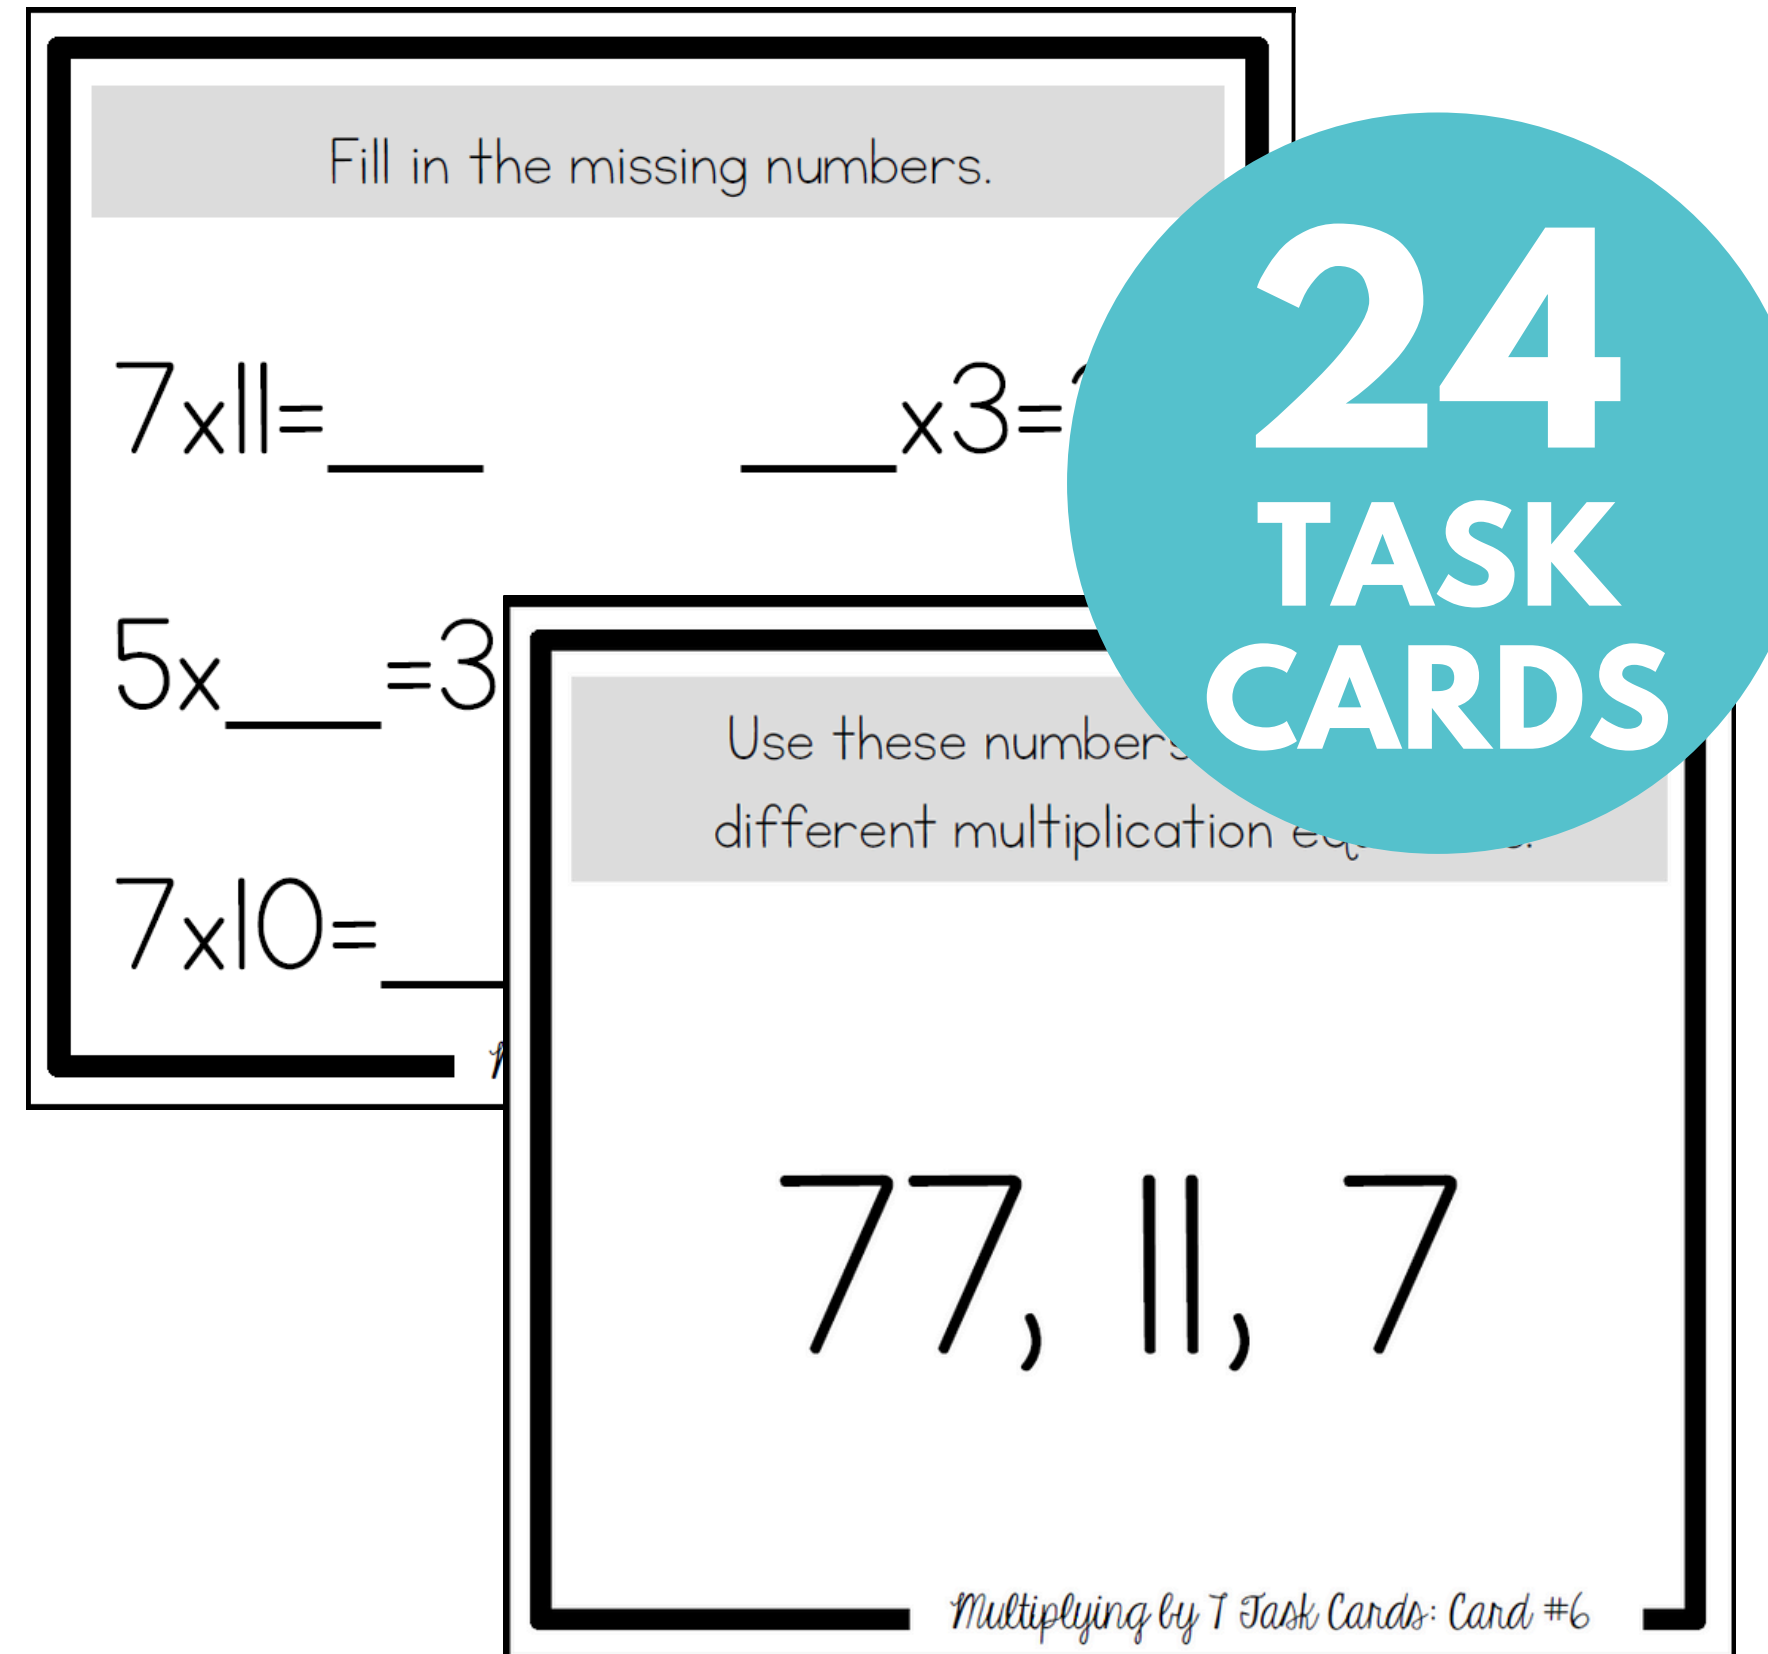 Fill in the missing numbers.
7x11=___
___x3=
5x___=3
7x10=___
24
TASK
CARDS
Use these numbers
different multiplication
77, 11, 7
Multiplying by 7 Task Cards: Card #6